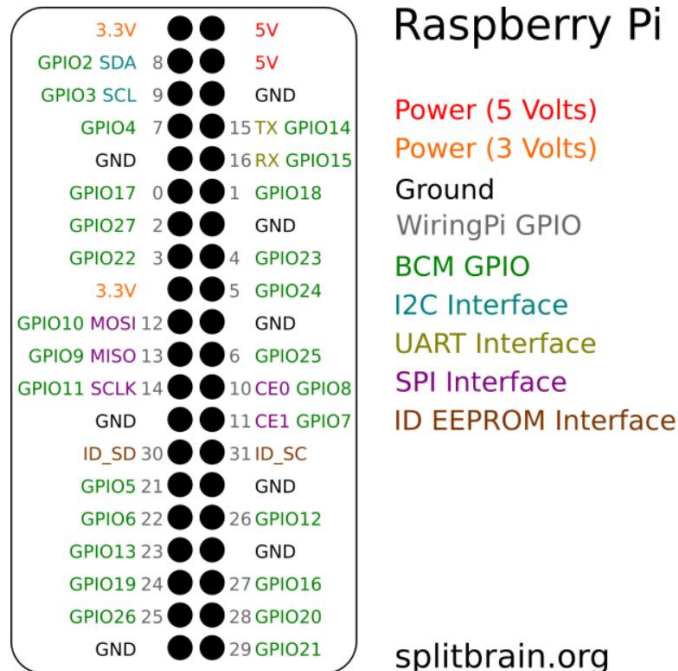 Raspberry Pi
3.3V 5V
GPIO2 SDA 8 5V
GPIO3 SCL 9 GND
GPIO4 7 15 TX GPIO14
GND 16 RX GPIO15
GPIO17 0 1 GPIO18
GPIO27 2 GND
GPIO22 3 4 GPIO23
3.3V 5 GPIO24
GPIO10 MOSI 12 GND
GPIO9 MISO 13 6 GPIO25
GPIO11 SCLK 14 10 CE0 GPIO8
GND 11 CE1 GPIO7
ID_SD 30 31 ID_SC
GPIO5 21 GND
GPIO6 22 26 GPIO12
GPIO13 23 GND
GPIO19 24 27 GPIO16
GPIO26 25 28 GPIO20
GND 29 GPIO21
Power (5 Volts)
Power (3 Volts)
Ground
WiringPi GPIO
BCM GPIO
I2C Interface
UART Interface
SPI Interface
ID EEPROM Interface
splitbrain.org